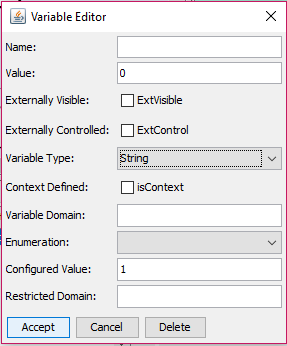 Variable Editor
Name:
Value: 0
Externally Visible: ExtVisible
Externally Controlled: ExtControl
Variable Type: String
Context Defined: isContext
Variable Domain:
Enumeration:
Configured Value: 1
Restricted Domain:
Accept Cancel Delete